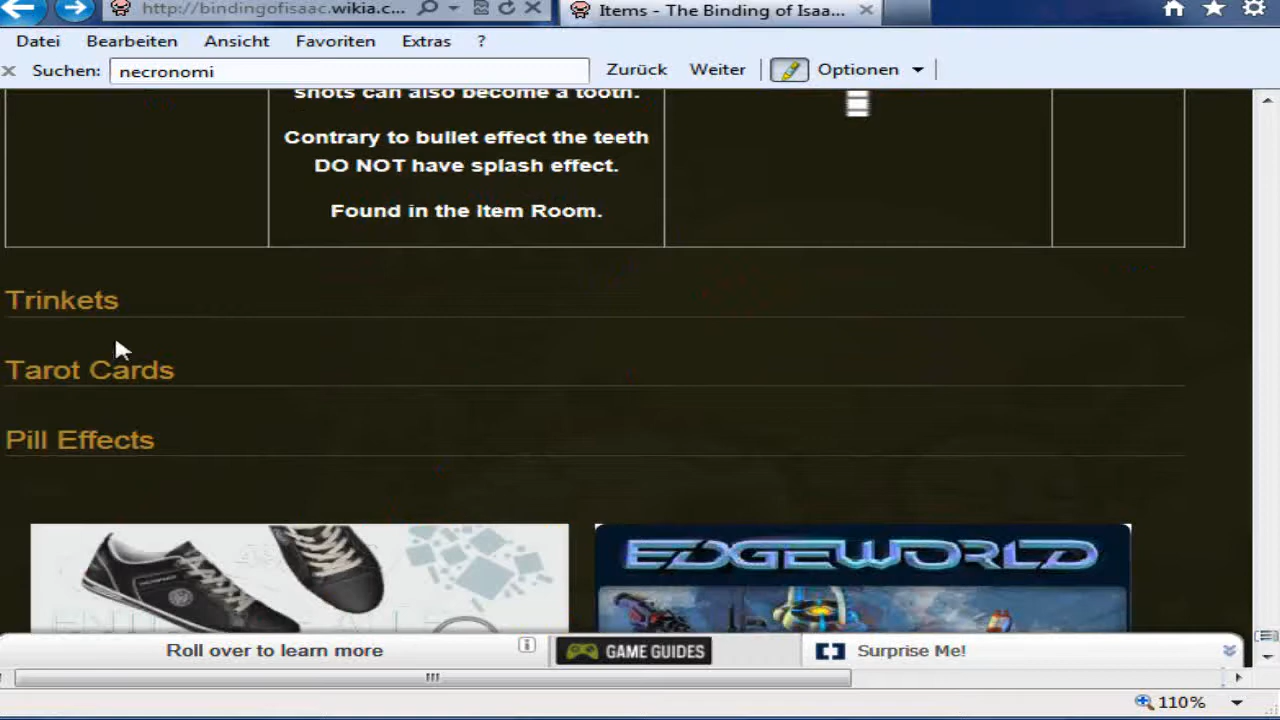 http://bindingofisaac.wikia.c...
Items - The Binding of Isaa...
Datei Bearbeiten Ansicht Favoriten Extras ?
Suchen: necronomi Zurück Weiter Optionen
shots can also become a tooth.
Contrary to bullet effect the teeth
DO NOT have splash effect.
Found in the Item Room.
Trinkets
Tarot Cards
Pill Effects
EDGEWORLD
Roll over to learn more
GAME GUIDES
Surprise Me!
110%